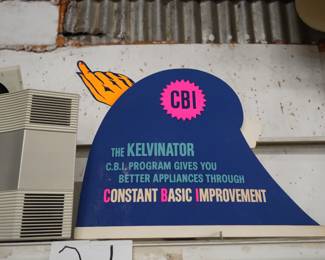 CBI
THE KELVINATOR
C.B.I. PROGRAM GIVES YOU
BETTER APPLIANCES THROUGH
CONSTANT BASIC IMPROVEMENT